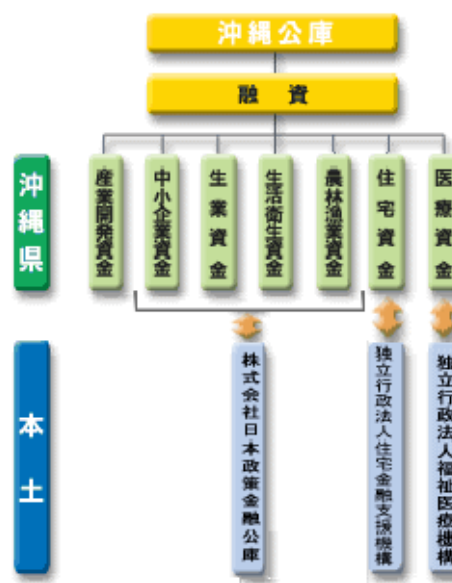 沖縄公庫
融資
沖縄県
産業開発資金
中小企業資金
生業資金
生活衛生資金
農林漁業資金
住宅資金
医療資金
本土
株式会社日本政策金融公庫
独立行政法人住宅金融支援機構
独立行政法人福祉医療機構